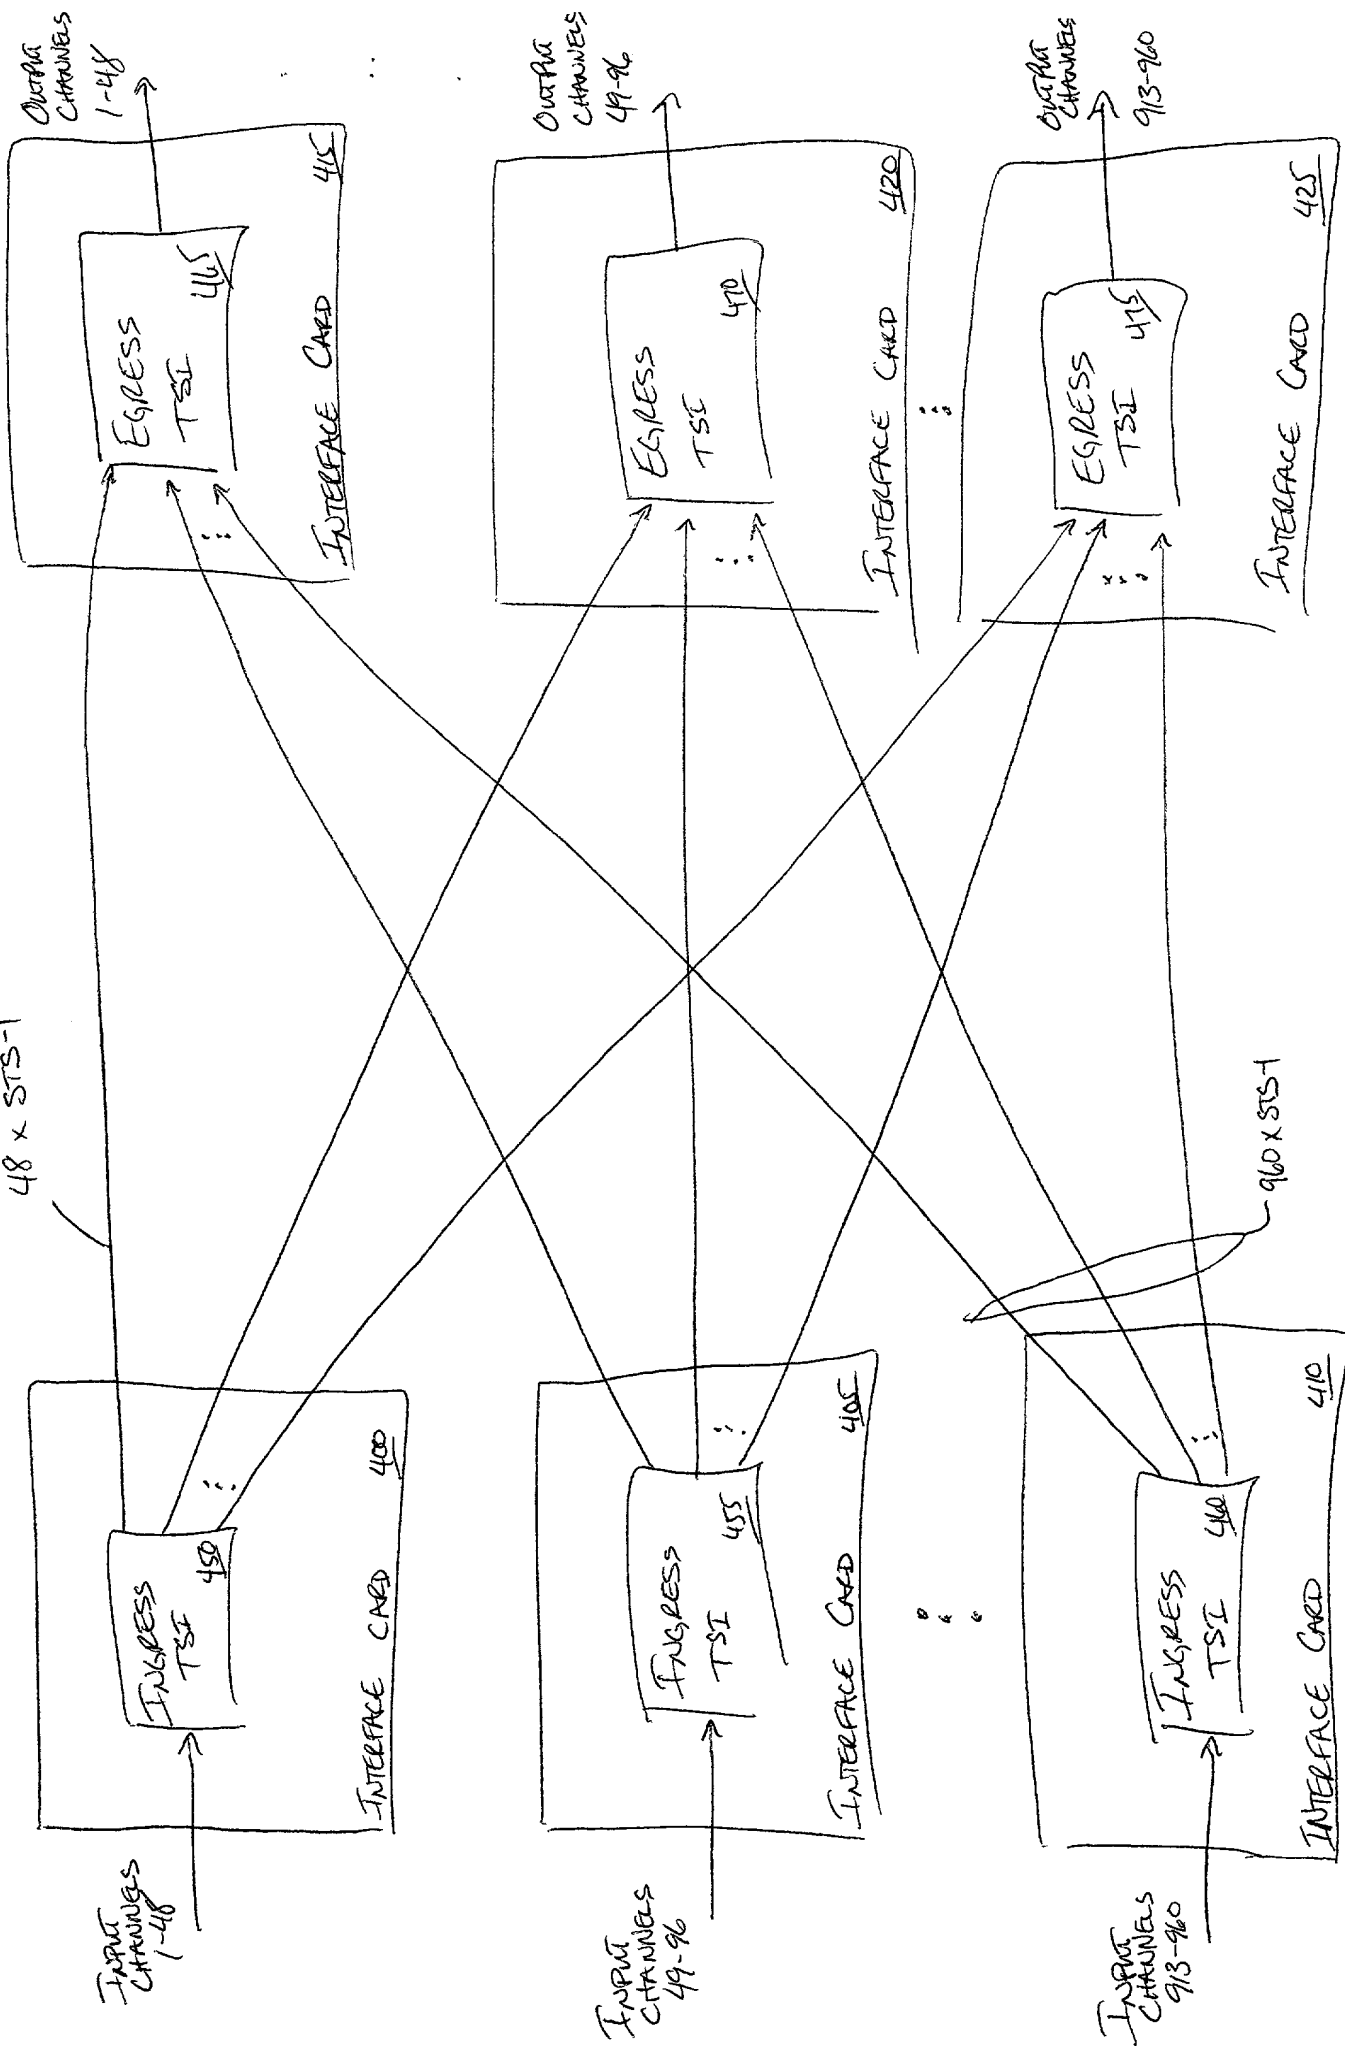 INPUT
CHANNELS
1-48
INGRESS
TSI
450
INTERFACE CARD
400
48 x STS-1
EGRESS
TSI
465
INTERFACE CARD
415
OUTPUT
CHANNELS
1-48
INPUT
CHANNELS
49-96
INGRESS
TSI
455
INTERFACE CARD
405
EGRESS
TSI
470
INTERFACE CARD
420
OUTPUT
CHANNELS
49-96
INPUT
CHANNELS
913-960
INGRESS
TSI
460
INTERFACE CARD
410
960 x STS-1
EGRESS
TSI
475
INTERFACE CARD
425
OUTPUT
CHANNELS
913-960